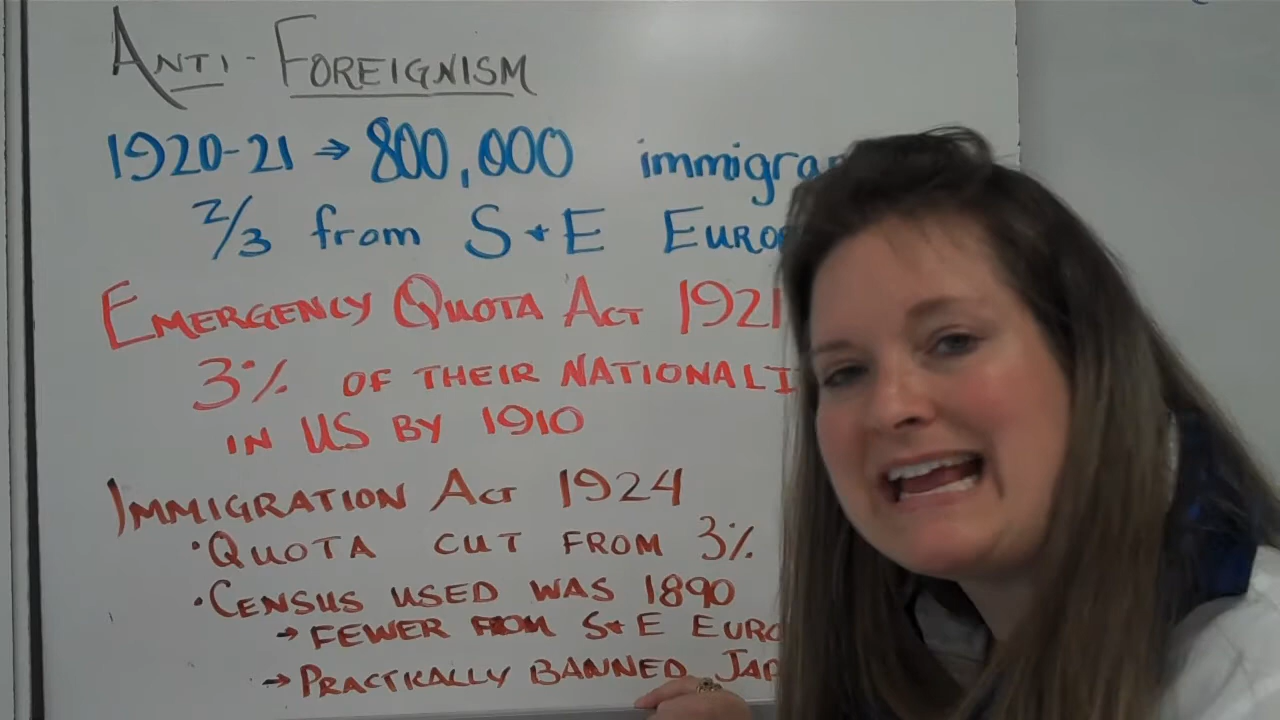 ANTI-FOREIGNISM
1920-21 ⇒ 800,000 immigra
2/3 from S + E EURO
EMERGENCY QUOTA ACT 1921
3% OF THEIR NATIONALI
IN US BY 1910
IMMIGRATION ACT 1924
• QUOTA CUT FROM 3%
• CENSUS USED WAS 1890
→ FEWER FROM S + E EURO
→ PRACTICALLY BANNED JAP